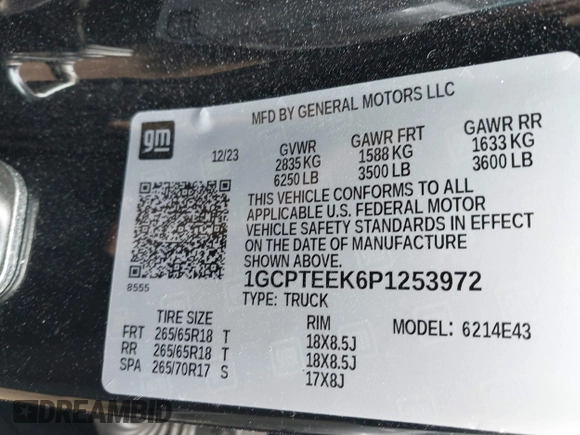 MFD BY GENERAL MOTORS LLC
gm
12/23
GVWR
2835 KG
6250 LB
GAWR FRT
1588 KG
3500 LB
GAWR RR
1633 KG
3600 LB
THIS VEHICLE CONFORMS TO ALL
APPLICABLE U.S. FEDERAL MOTOR
VEHICLE SAFETY STANDARDS IN EFFECT
ON THE DATE OF MANUFACTURE
8555
1GCPTEEK6P1253972
TYPE: TRUCK
TIRE SIZE
RIM
MODEL: 6214E43
FRT 265/65R18 T 18X8.5J
RR 265/65R18 T 18X8.5J
SPA 265/70R17 S 17X8J
DREAMBID